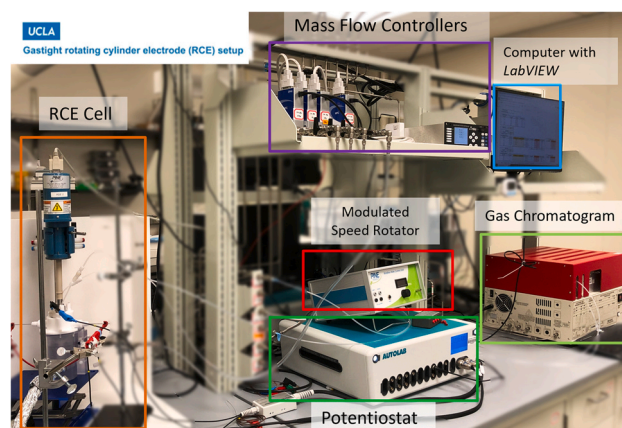 UCLA
Gastight rotating cylinder electrode (RCE) setup
Mass Flow Controllers
Computer with
LabVIEW
RCE Cell
Modulated
Speed Rotator
Gas Chromatogram
AUTOLAB
Potentiostat